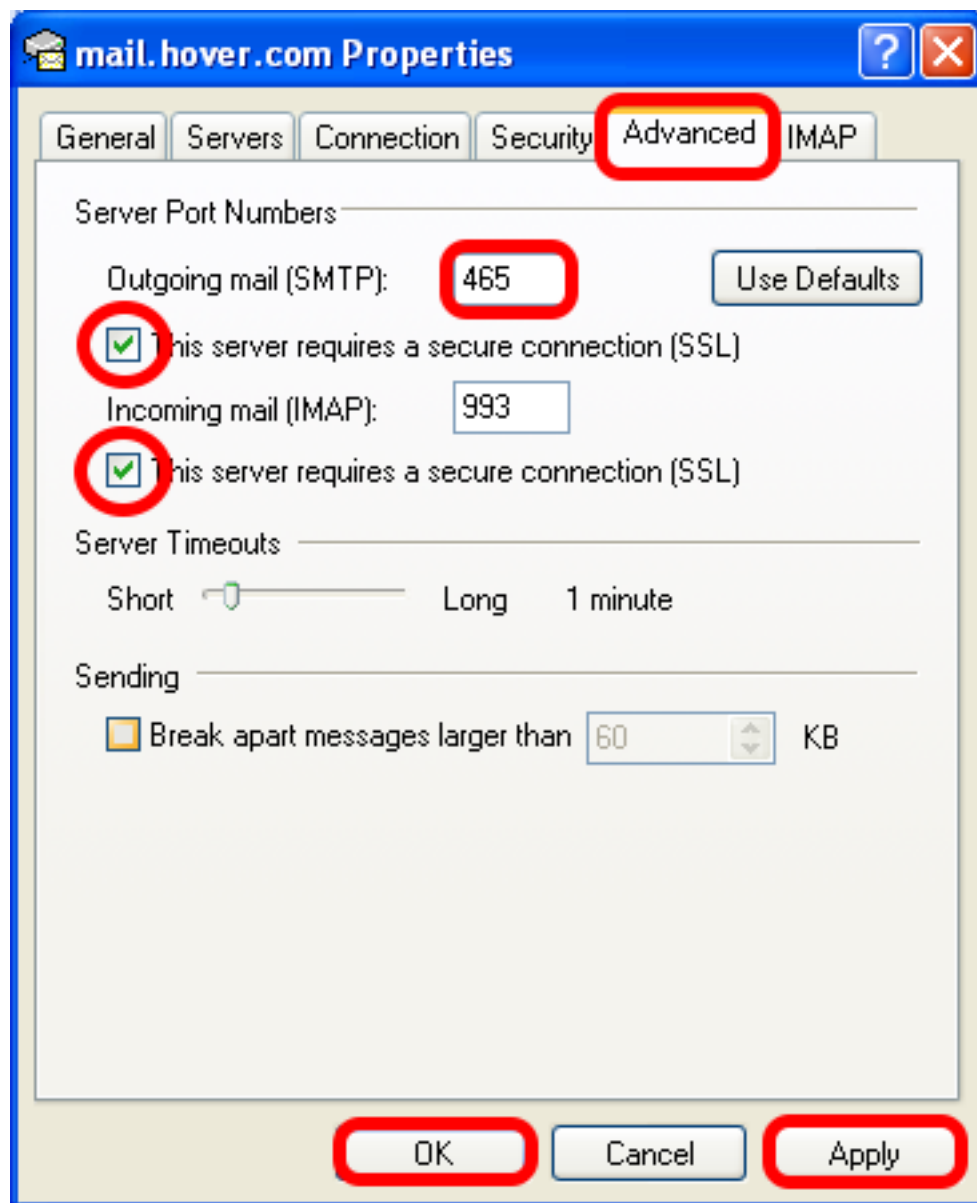 mail.hover.com Properties
General Servers Connection Security Advanced IMAP
Server Port Numbers
Outgoing mail (SMTP): 465 Use Defaults
This server requires a secure connection (SSL)
Incoming mail (IMAP): 993
This server requires a secure connection (SSL)
Server Timeouts
Short Long 1 minute
Sending
Break apart messages larger than 60 KB
OK Cancel Apply